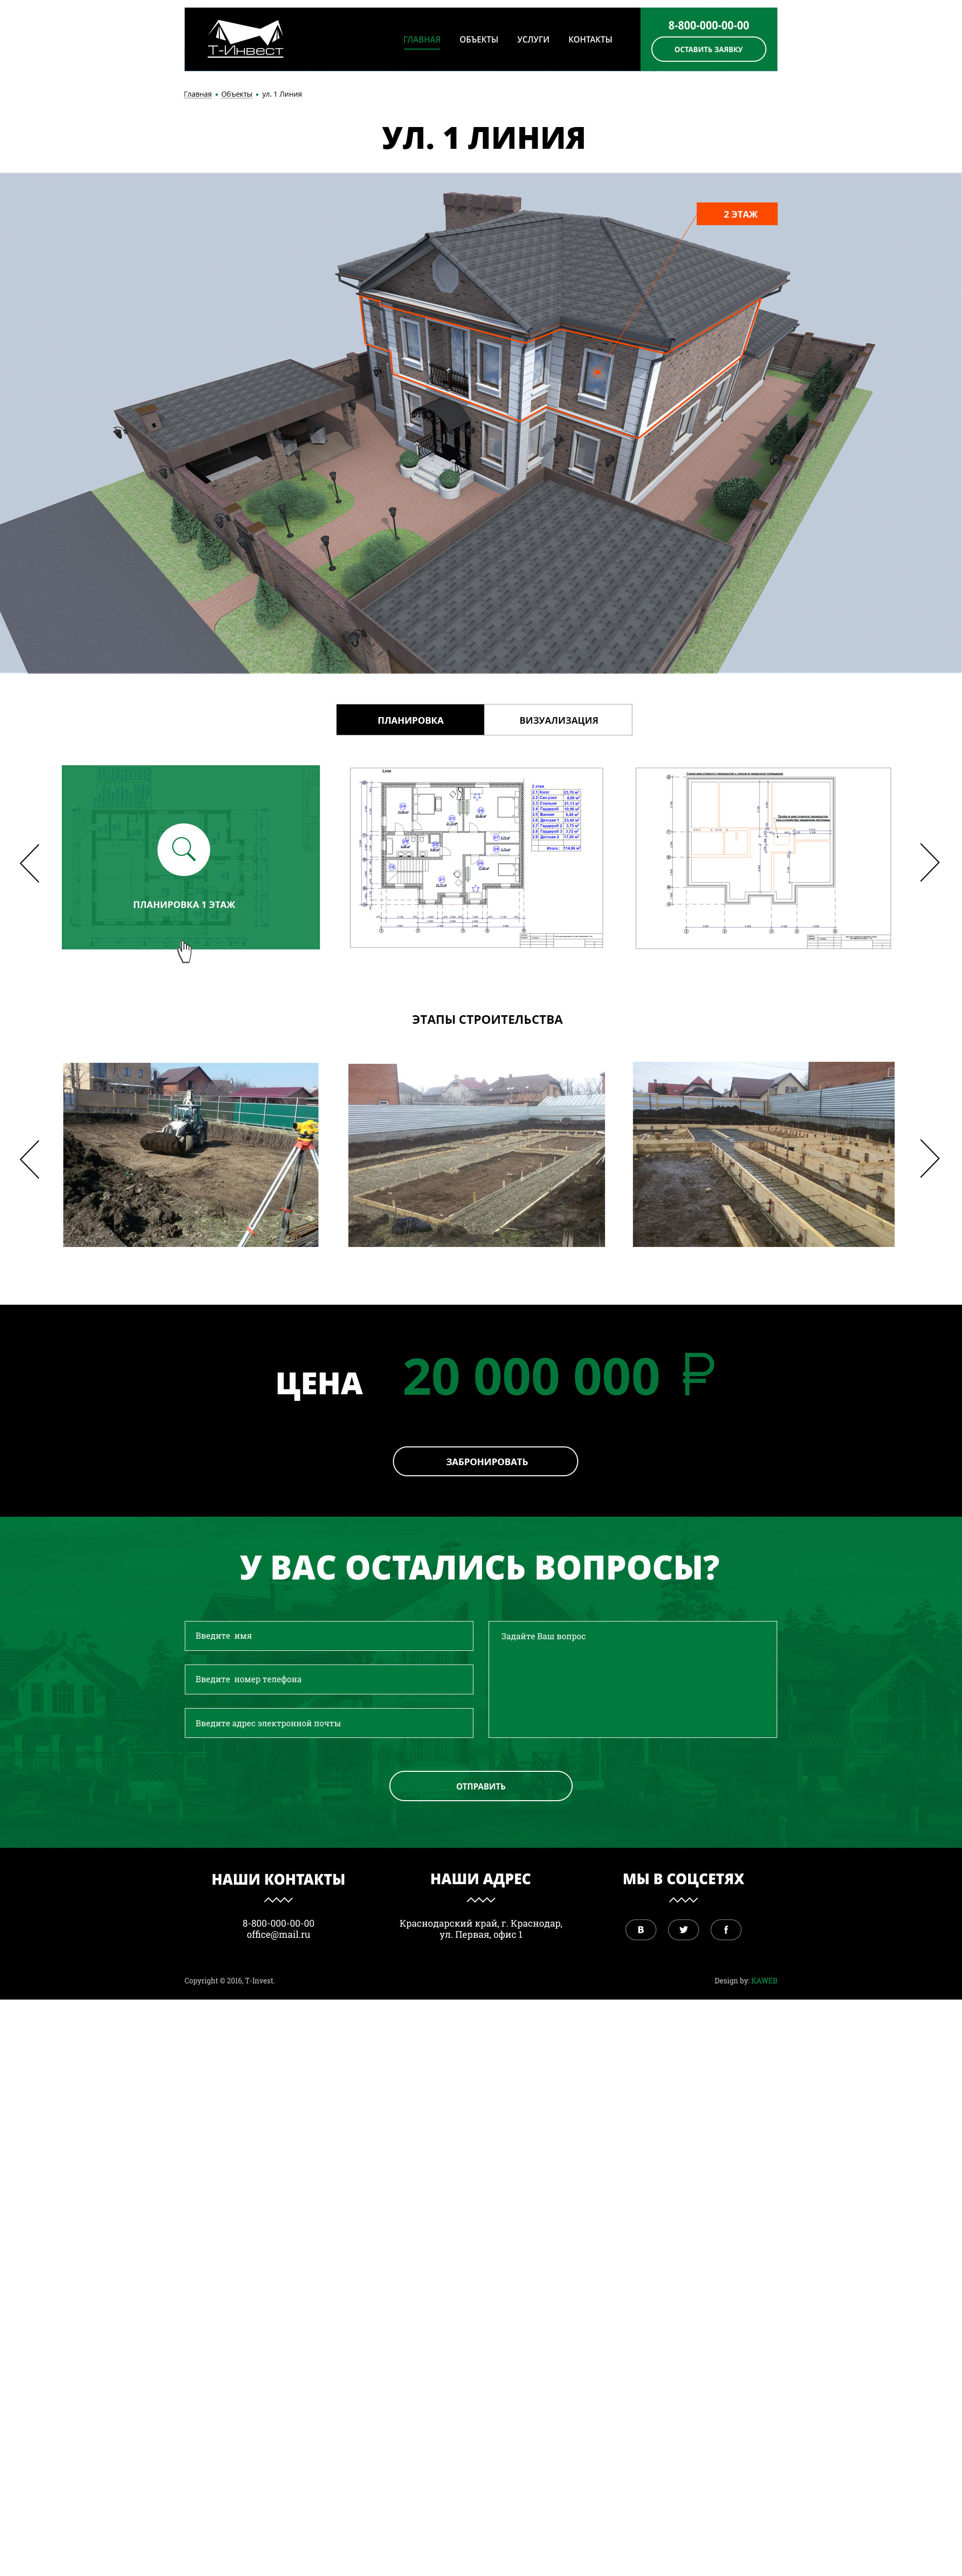 Т-Инвест
ГЛАВНАЯ ОБЪЕКТЫ УСЛУГИ КОНТАКТЫ
8-800-000-00-00
ОСТАВИТЬ ЗАЯВКУ
Главная • Объекты • ул. 1 Линия
УЛ. 1 ЛИНИЯ
2 ЭТАЖ
ПЛАНИРОВКА ВИЗУАЛИЗАЦИЯ
ПЛАНИРОВКА 1 ЭТАЖ
2 этаж
2 этаж
ЭТАПЫ СТРОИТЕЛЬСТВА
ЦЕНА 20 000 000 ₽
ЗАБРОНИРОВАТЬ
У ВАС ОСТАЛИСЬ ВОПРОСЫ?
Введите имя
Введите номер телефона
Введите адрес электронной почты
Задайте Ваш вопрос
ОТПРАВИТЬ
НАШИ КОНТАКТЫ
8-800-000-00-00
office@mail.ru
НАШИ АДРЕС
Краснодарский край, г. Краснодар,
ул. Первая, офис 1
МЫ В СОЦСЕТЯХ
Copyright © 2016, T-Invest.
Design by: KAWEB